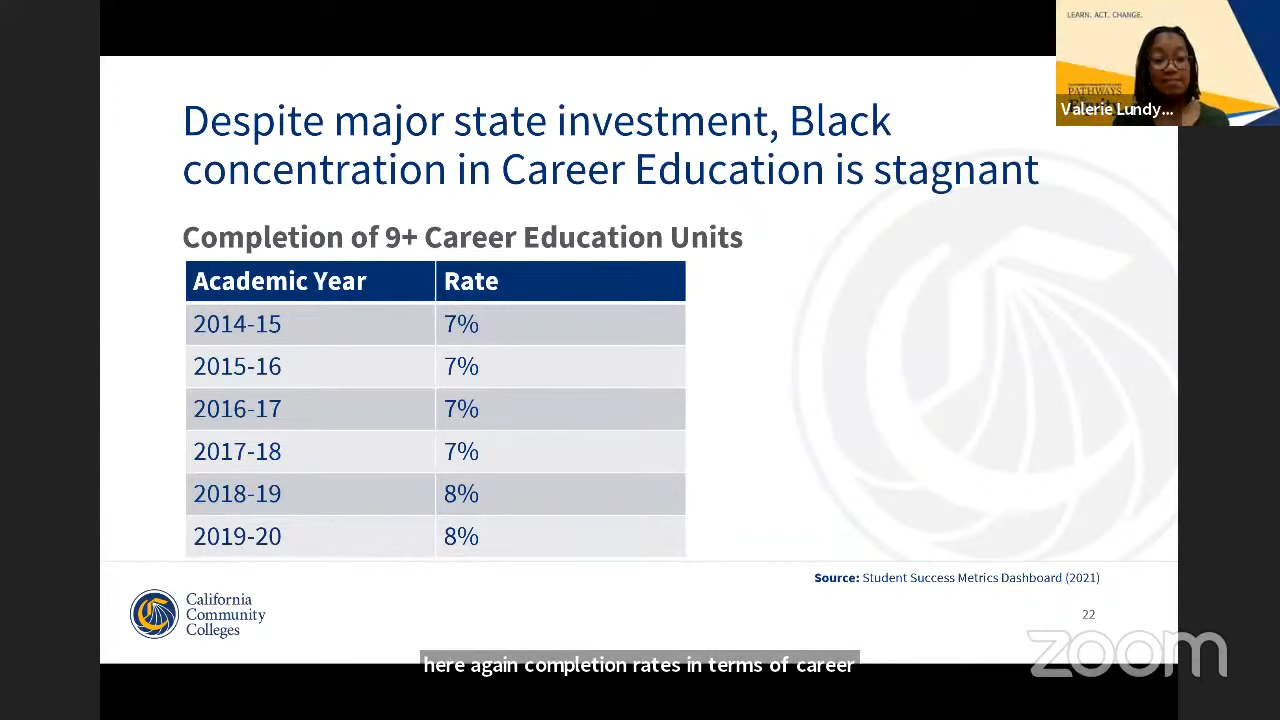 LEARN. ACT. CHANGE.
PATHWAYS
Valerie Lundy...
Despite major state investment, Black
concentration in Career Education is stagnant
Completion of 9+ Career Education Units
Academic Year Rate
2014-15 7%
2015-16 7%
2016-17 7%
2017-18 7%
2018-19 8%
2019-20 8%
Source: Student Success Metrics Dashboard (2021)
California
Community
Colleges
22
zoom
here again completion rates in terms of career